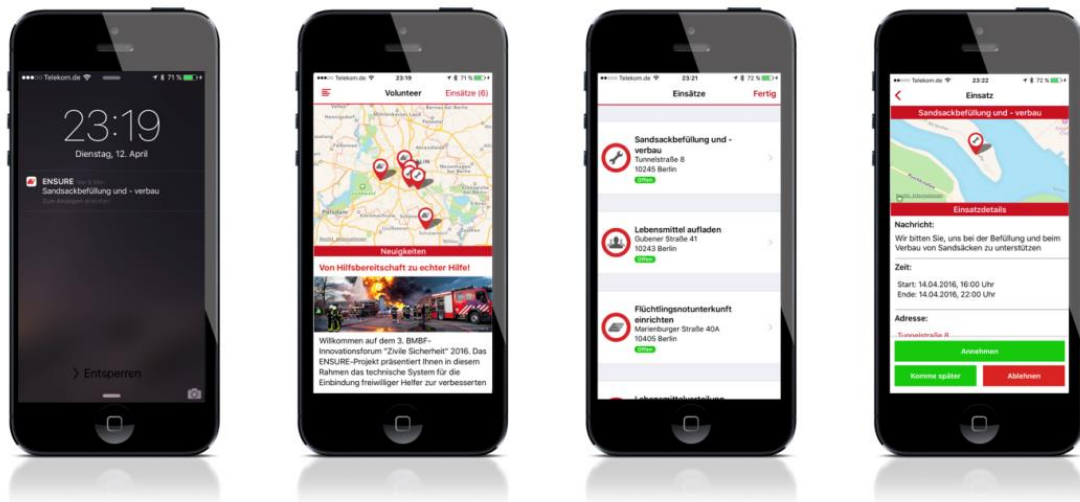 Telekom.de
71 %
23:19
Dienstag, 12. April
ENSURE
Sandsackbefüllung und - verbau
> Entsperren
Telekom.de
23:19
71 %
Volunteer
Einsätze (6)
Neuigkeiten
Von Hilfsbereitschaft zu echter Hilfe!
Willkommen auf dem 3. BMBF-
Innovationsforum "Zivile Sicherheit" 2016. Das
ENSURE-Projekt präsentiert Ihnen in diesem
Rahmen das technische System für die
Einbindung freiwilliger Helfer zur verbesserten
Telekom.de
23:21
72 %
Einsätze
Fertig
Sandsackbefüllung und -
verbau
Tunnelstraße 8
10245 Berlin
Offen
Lebensmittel aufladen
Gubener Straße 41
10243 Berlin
Offen
Flüchtlingsnotunterkunft
einrichten
Marienburger Straße 40A
10405 Berlin
Offen
Lebensmittelverteilung
Telekom.de
23:22
72 %
Einsatz
Sandsackbefüllung und - verbau
Einsatzdetails
Nachricht:
Wir bitten Sie, uns bei der Befüllung und beim
Verbau von Sandsäcken zu unterstützen
Zeit:
Start: 14.04.2016, 16:00 Uhr
Ende: 14.04.2016, 22:00 Uhr
Adresse:
Tunnelstraße 8
Annehmen
Komme später
Ablehnen